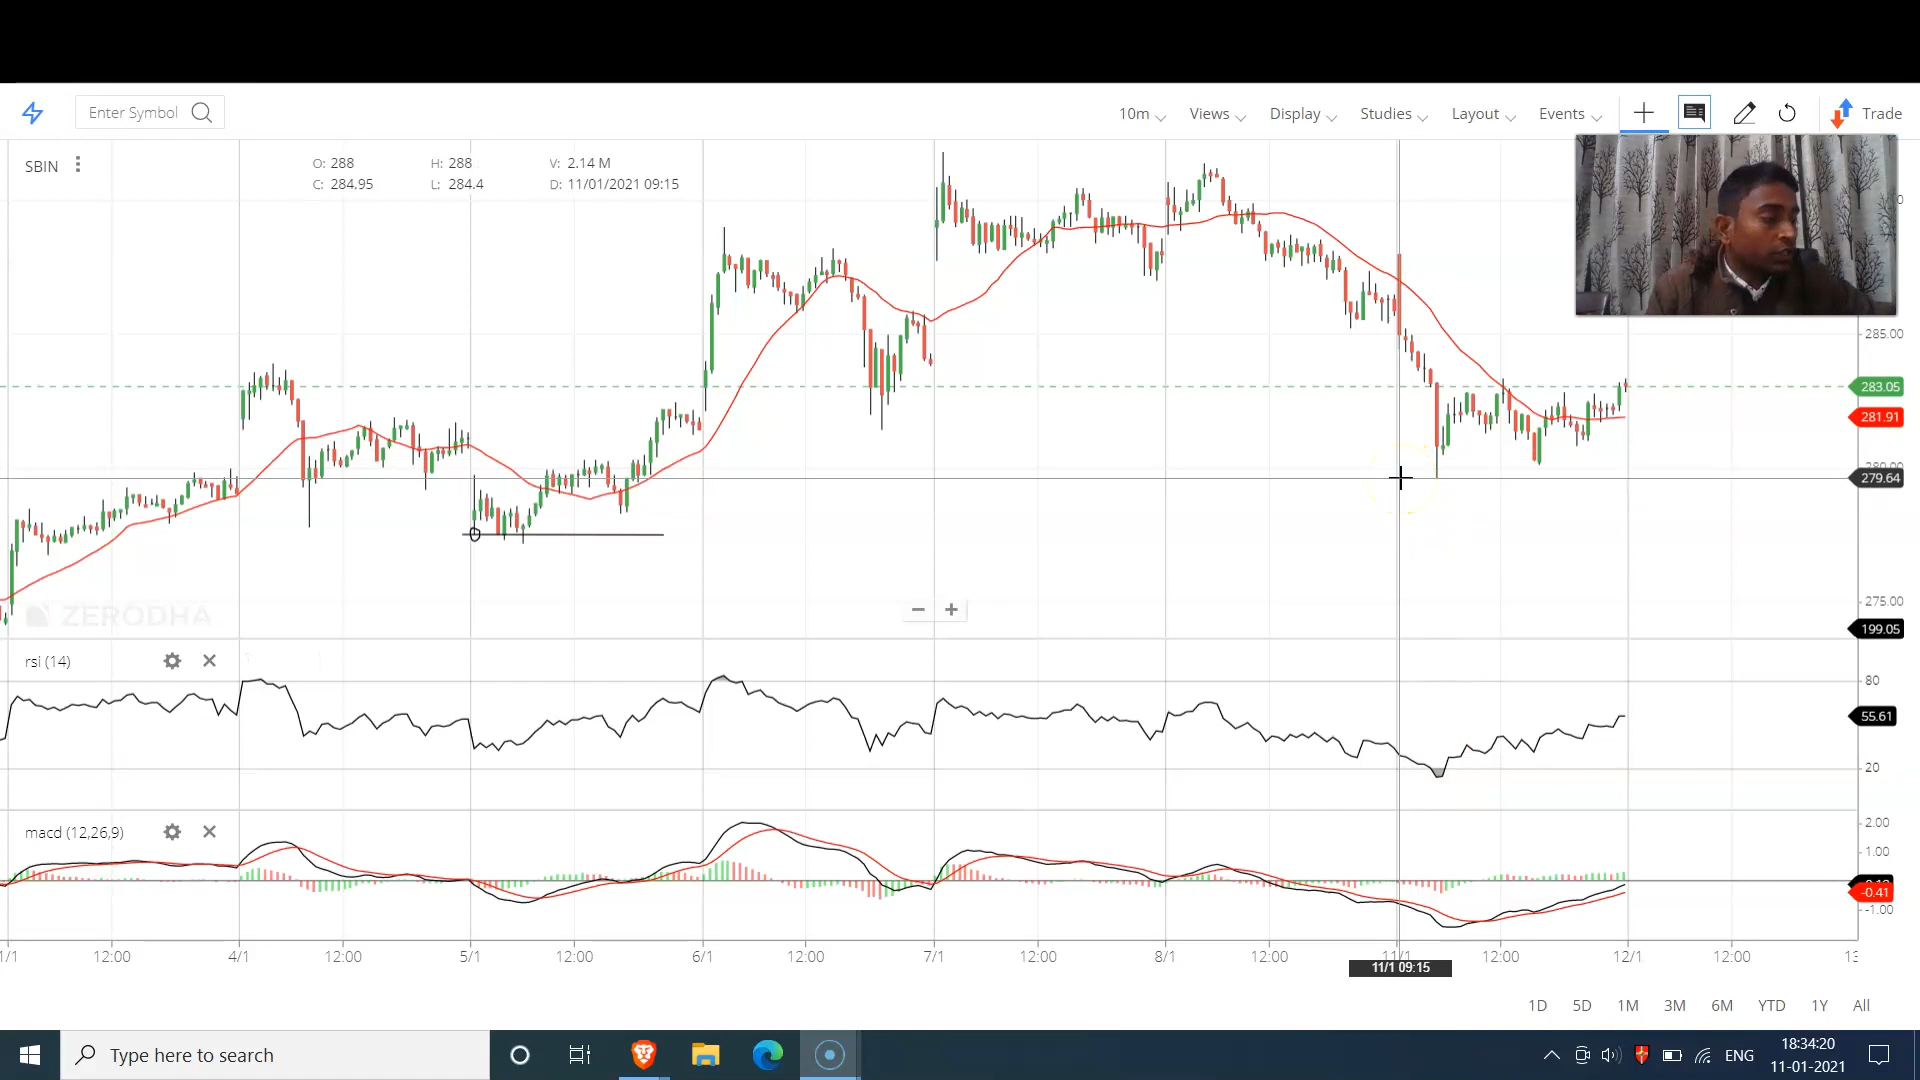 Enter Symbol
10m Views Display Studies Layout Events Trade
SBIN
O: 288 H: 288 V: 2.14 M
C: 284.95 L: 284.4 D: 11/01/2021 09:15
285.00
283.05
281.91
280.00
279.64
275.00
199.05
ZERODHA
rsi (14)
80
55.61
20
macd (12,26,9)
2.00
1.00
-0.41
-1.00
1/1 12:00 4/1 12:00 5/1 12:00 6/1 12:00 7/1 12:00 8/1 12:00 11/1 12:00 12/1 12:00
11/1 09:15
1D 5D 1M 3M 6M YTD 1Y All
Type here to search
ENG
18:34:20
11-01-2021